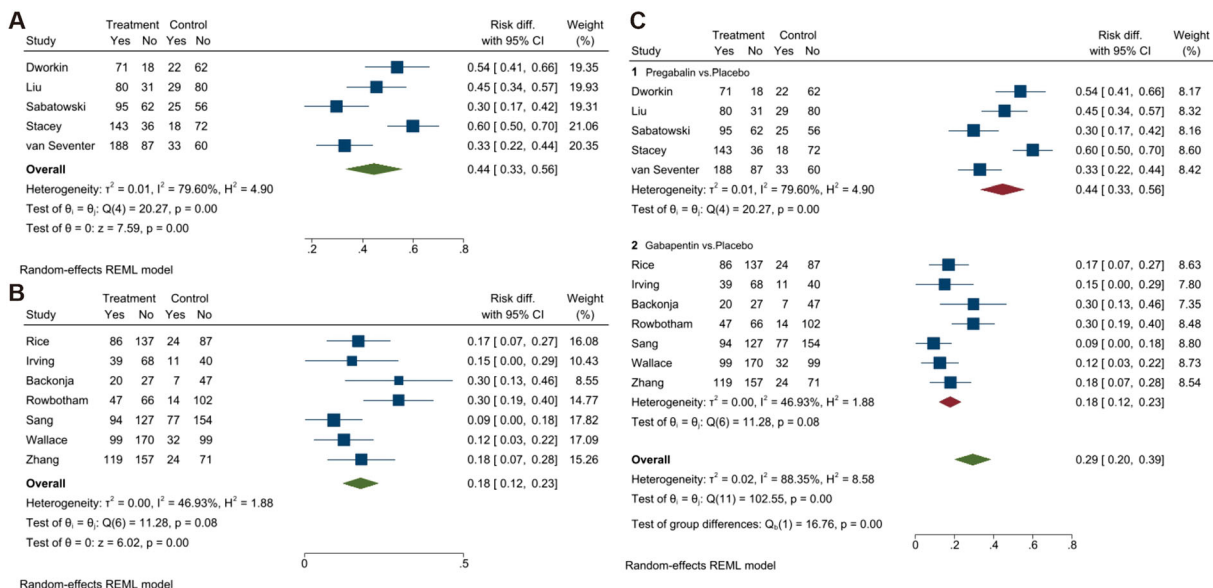 A
Treatment Control Risk diff. Weight
Study Yes No Yes No with 95% CI (%)
Dworkin 71 18 22 62 0.54 [ 0.41, 0.66] 19.35
Liu 80 31 29 80 0.45 [ 0.34, 0.57] 19.93
Sabatowski 95 62 25 56 0.30 [ 0.17, 0.42] 19.31
Stacey 143 36 18 72 0.60 [ 0.50, 0.70] 21.06
van Seventer 188 87 33 60 0.33 [ 0.22, 0.44] 20.35
Overall 0.44 [ 0.33, 0.56]
Heterogeneity: τ² = 0.01, I² = 79.60%, H² = 4.90
Test of θᵢ = θⱼ: Q(4) = 20.27, p = 0.00
Test of θ = 0: z = 7.59, p = 0.00
.2 .4 .6 .8
Random-effects REML model
B
Treatment Control Risk diff. Weight
Study Yes No Yes No with 95% CI (%)
Rice 86 137 24 87 0.17 [ 0.07, 0.27] 16.08
Irving 39 68 11 40 0.15 [ 0.00, 0.29] 10.43
Backonja 20 27 7 47 0.30 [ 0.13, 0.46] 8.55
Rowbotham 47 66 14 102 0.30 [ 0.19, 0.40] 14.77
Sang 94 127 77 154 0.09 [ 0.00, 0.18] 17.82
Wallace 99 170 32 99 0.12 [ 0.03, 0.22] 17.09
Zhang 119 157 24 71 0.18 [ 0.07, 0.28] 15.26
Overall 0.18 [ 0.12, 0.23]
Heterogeneity: τ² = 0.00, I² = 46.93%, H² = 1.88
Test of θᵢ = θⱼ: Q(6) = 11.28, p = 0.08
Test of θ = 0: z = 6.02, p = 0.00
0 .5
Random-effects REML model
C
Treatment Control Risk diff. Weight
Study Yes No Yes No with 95% CI (%)
1 Pregabalin vs.Placebo
Dworkin 71 18 22 62 0.54 [ 0.41, 0.66] 8.17
Liu 80 31 29 80 0.45 [ 0.34, 0.57] 8.32
Sabatowski 95 62 25 56 0.30 [ 0.17, 0.42] 8.16
Stacey 143 36 18 72 0.60 [ 0.50, 0.70] 8.60
van Seventer 188 87 33 60 0.33 [ 0.22, 0.44] 8.42
Heterogeneity: τ² = 0.01, I² = 79.60%, H² = 4.90 0.44 [ 0.33, 0.56]
Test of θᵢ = θⱼ: Q(4) = 20.27, p = 0.00
2 Gabapentin vs.Placebo
Rice 86 137 24 87 0.17 [ 0.07, 0.27] 8.63
Irving 39 68 11 40 0.15 [ 0.00, 0.29] 7.80
Backonja 20 27 7 47 0.30 [ 0.13, 0.46] 7.35
Rowbotham 47 66 14 102 0.30 [ 0.19, 0.40] 8.48
Sang 94 127 77 154 0.09 [ 0.00, 0.18] 8.80
Wallace 99 170 32 99 0.12 [ 0.03, 0.22] 8.73
Zhang 119 157 24 71 0.18 [ 0.07, 0.28] 8.54
Heterogeneity: τ² = 0.00, I² = 46.93%, H² = 1.88 0.18 [ 0.12, 0.23]
Test of θᵢ = θⱼ: Q(6) = 11.28, p = 0.08
Overall 0.29 [ 0.20, 0.39]
Heterogeneity: τ² = 0.02, I² = 88.35%, H² = 8.58
Test of θᵢ = θⱼ: Q(11) = 102.55, p = 0.00
Test of group differences: Q_b(1) = 16.76, p = 0.00
0 .2 .4 .6 .8
Random-effects REML model